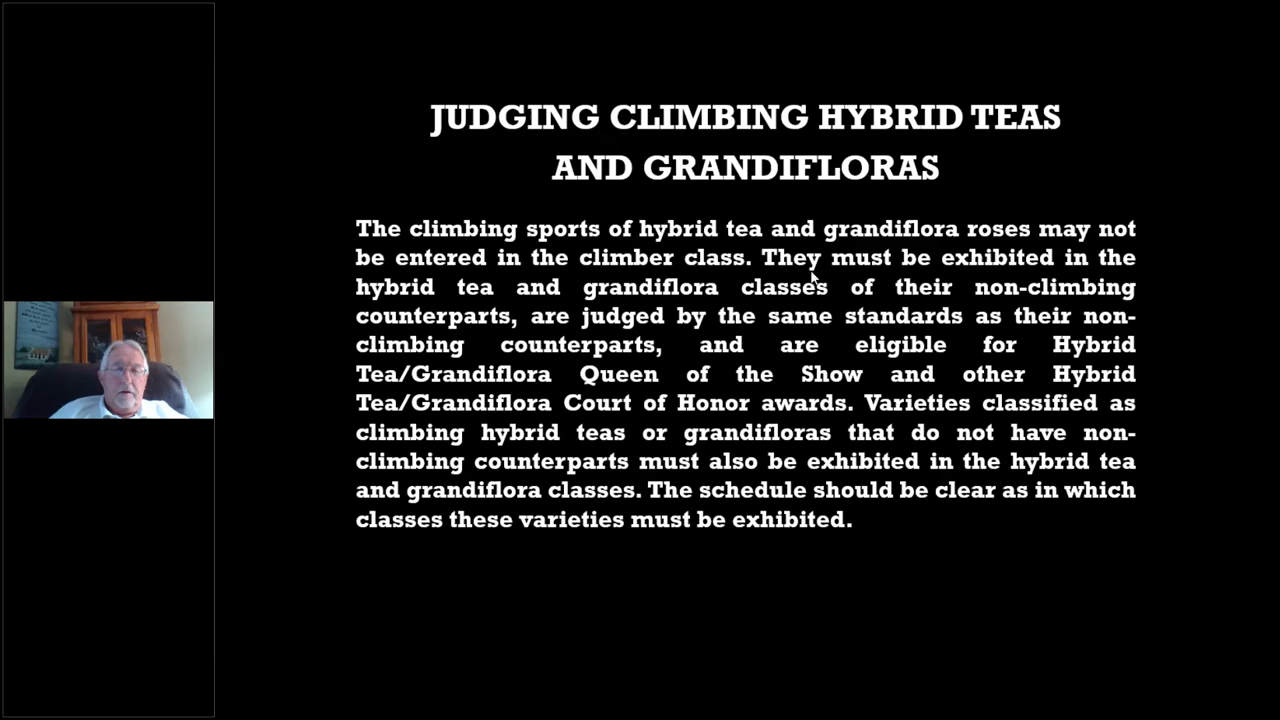 JUDGING CLIMBING HYBRID TEAS
AND GRANDIFLORAS
The climbing sports of hybrid tea and grandiflora roses may not
be entered in the climber class. They must be exhibited in the
hybrid tea and grandiflora classes of their non-climbing
counterparts, are judged by the same standards as their non-
climbing counterparts, and are eligible for Hybrid
Tea/Grandiflora Queen of the Show and other Hybrid
Tea/Grandiflora Court of Honor awards. Varieties classified as
climbing hybrid teas or grandifloras that do not have non-
climbing counterparts must also be exhibited in the hybrid tea
and grandiflora classes. The schedule should be clear as in which
classes these varieties must be exhibited.